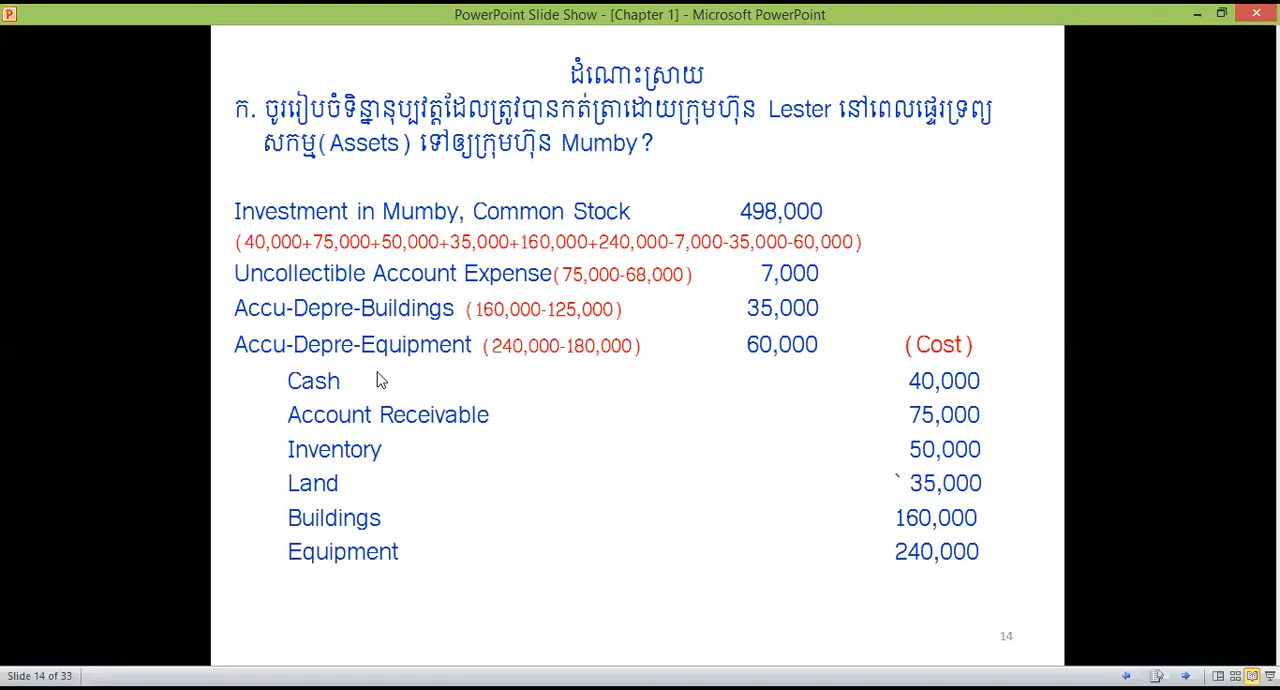 PowerPoint Slide Show - [Chapter 1] - Microsoft PowerPoint
ដំណោះស្រាយ
ក. ចូររៀបចំទិន្នានុប្បវត្តដែលត្រូវបានកត់ត្រាដោយក្រុមហ៊ុន Lester នៅពេលផ្ទេរទ្រព្យ
សកម្ម(Assets) ទៅឲ្យក្រុមហ៊ុន Mumby?
Investment in Mumby, Common Stock 498,000
(40,000+75,000+50,000+35,000+160,000+240,000-7,000-35,000-60,000)
Uncollectible Account Expense(75,000-68,000) 7,000
Accu-Depre-Buildings (160,000-125,000) 35,000
Accu-Depre-Equipment (240,000-180,000) 60,000 (Cost)
Cash 40,000
Account Receivable 75,000
Inventory 50,000
Land ` 35,000
Buildings 160,000
Equipment 240,000
14
Slide 14 of 33